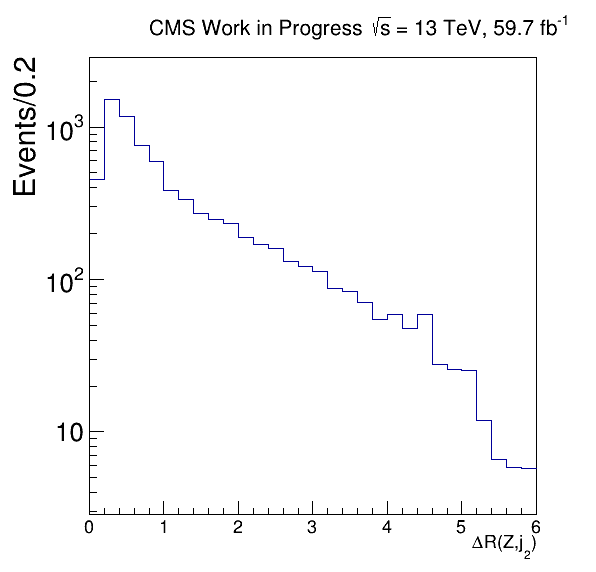 CMS Work in Progress √s = 13 TeV, 59.7 fb⁻¹
Events/0.2
10³
10²
10
0 1 2 3 4 5 6
ΔR(Z,j₂)